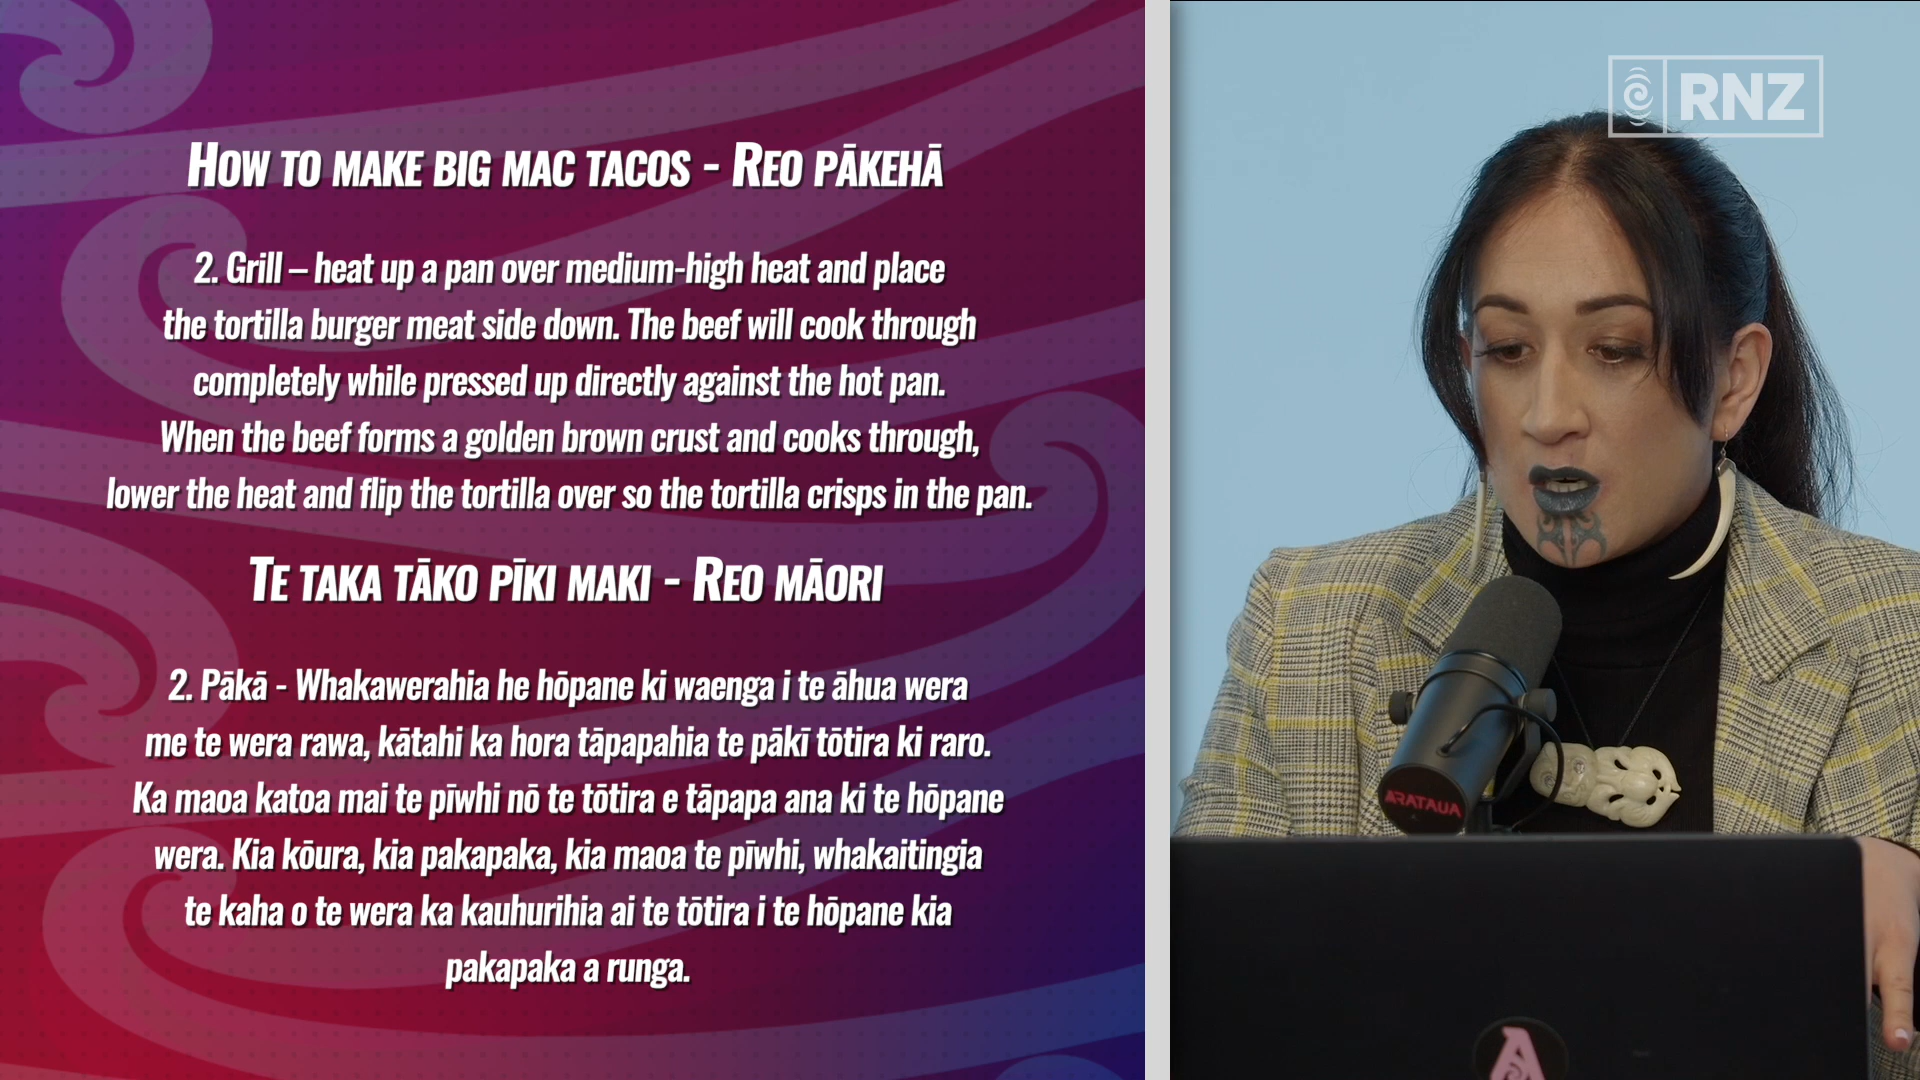 How to make big mac tacos - Reo pākehā
2. Grill – heat up a pan over medium-high heat and place
the tortilla burger meat side down. The beef will cook through
completely while pressed up directly against the hot pan.
When the beef forms a golden brown crust and cooks through,
lower the heat and flip the tortilla over so the tortilla crisps in the pan.
Te taka tāko pīki maki - Reo māori
2. Pākā - Whakawerahia he hōpane ki waenga i te āhua wera
me te wera rawa, kātahi ka hora tāpapahia te pākī tōtira ki raro.
Ka maoa katoa mai te pīwhi nō te tōtira e tāpapa ana ki te hōpane
wera. Kia kōura, kia pakapaka, kia maoa te pīwhi, whakaitingia
te kaha o te wera ka kauhurihia ai te tōtira i te hōpane kia
pakapaka a runga.
RNZ
ARATAUA
A